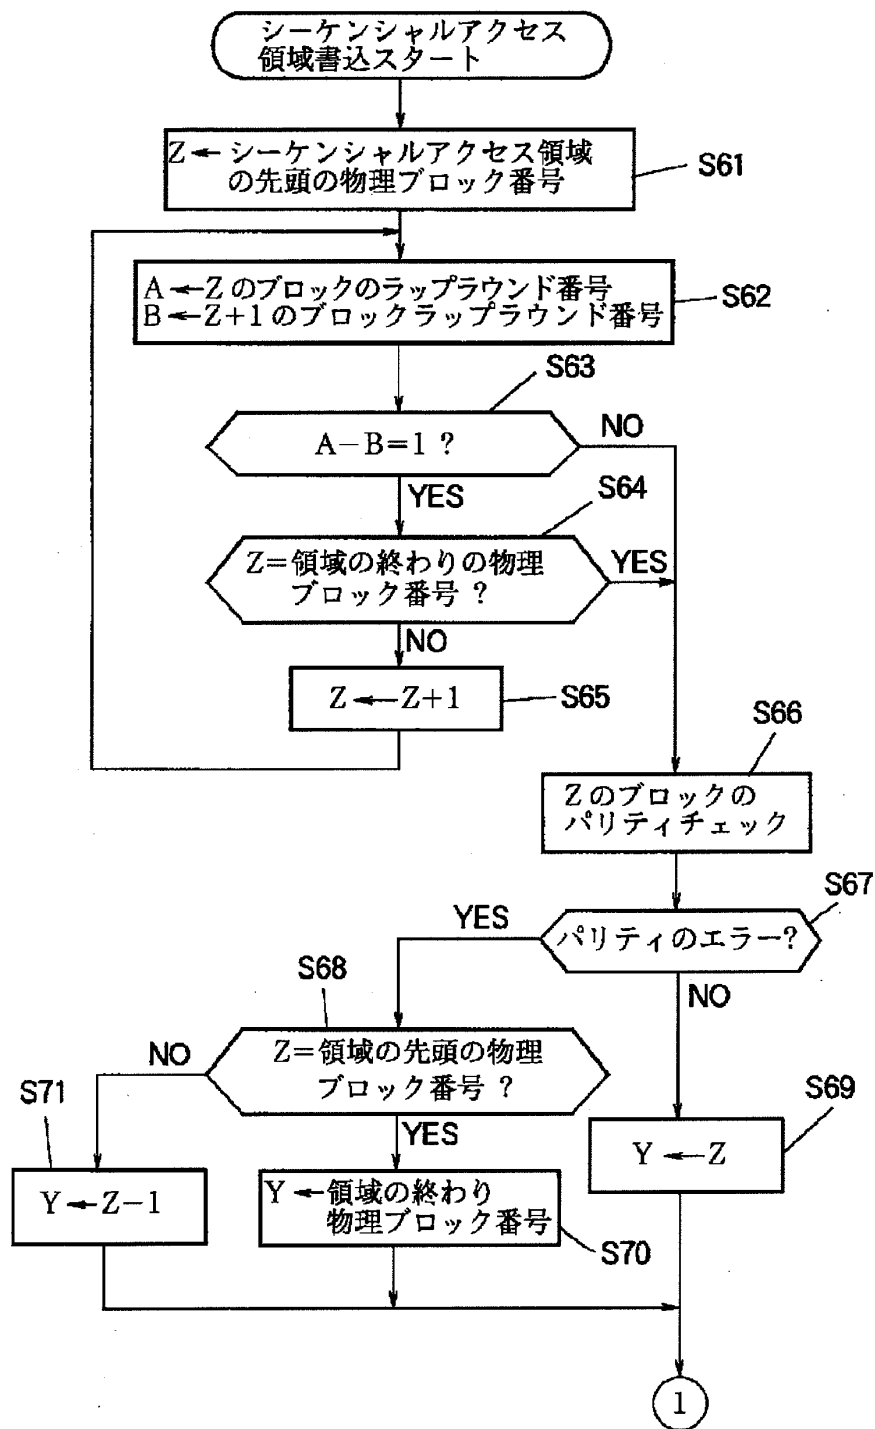 シーケンシャルアクセス
領域書込スタート
Z←シーケンシャルアクセス領域
の先頭の物理ブロック番号
S61
A←Zのブロックのラップラウンド番号
B←Z+1のブロックラップラウンド番号
S62
S63
A−B=1 ?
NO
YES
S64
Z=領域の終わりの物理
ブロック番号 ?
YES
NO
Z←Z+1
S65
S66
Zのブロックの
パリティチェック
S67
パリティのエラー?
YES
NO
S68
Z=領域の先頭の物理
ブロック番号 ?
NO
YES
S71
Y←Z−1
Y←領域の終わり
物理ブロック番号
S70
S69
Y←Z
1